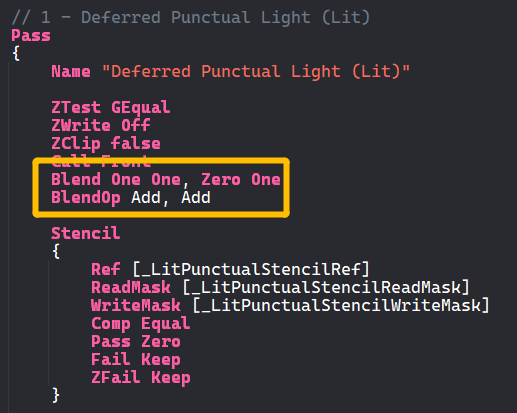 // 1 - Deferred Punctual Light (Lit)
Pass
{
Name "Deferred Punctual Light (Lit)"
ZTest GEqual
ZWrite Off
ZClip false
Cull Front
Blend One One, Zero One
BlendOp Add, Add
Stencil
{
Ref [_LitPunctualStencilRef]
ReadMask [_LitPunctualStencilReadMask]
WriteMask [_LitPunctualStencilWriteMask]
Comp Equal
Pass Zero
Fail Keep
ZFail Keep
}